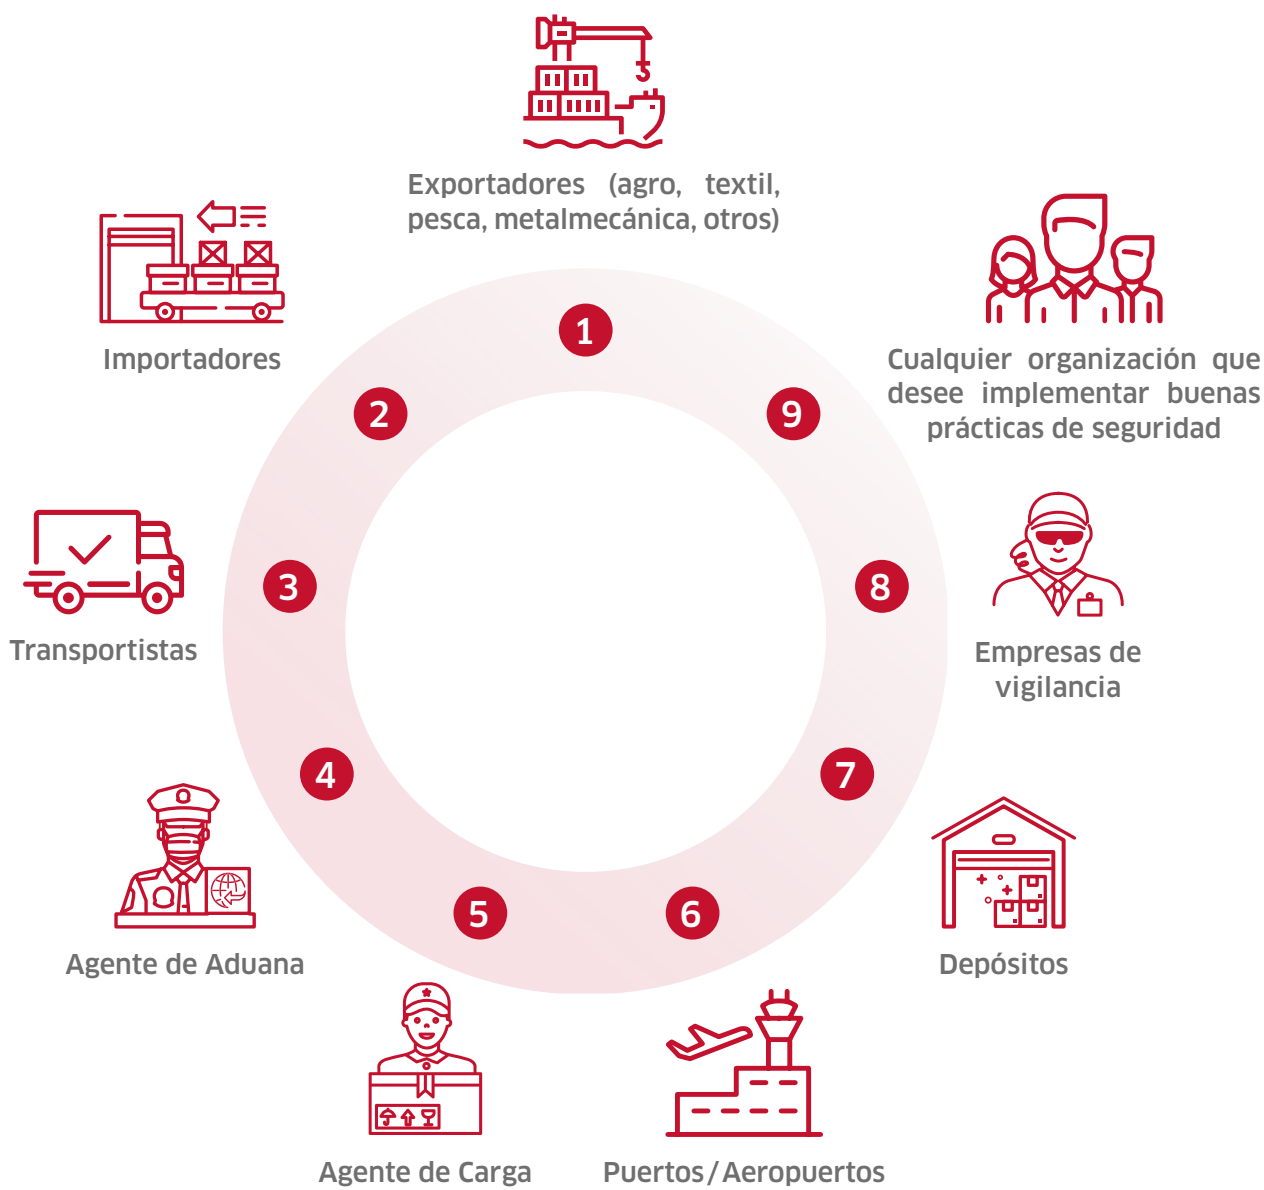 Exportadores (agro, textil,
pesca, metalmecánica, otros)
1
Importadores
2
Transportistas
3
Agente de Aduana
4
Agente de Carga
5
Puertos/Aeropuertos
6
Depósitos
7
Empresas de
vigilancia
8
Cualquier organización que
desee implementar buenas
prácticas de seguridad
9